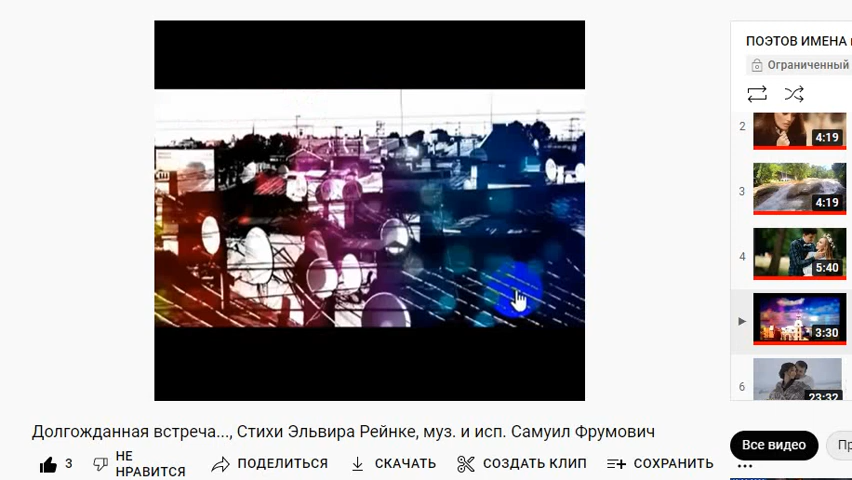 ПОЭТОВ ИМЕНА
Ограниченный
2
4:19
3
4:19
4
5:40
3:30
6
23:32
Долгожданная встреча..., Стихи Эльвира Рейнке, муз. и исп. Самуил Фрумович
3
НЕ НРАВИТСЯ
ПОДЕЛИТЬСЯ
СКАЧАТЬ
СОЗДАТЬ КЛИП
СОХРАНИТЬ
Все видео